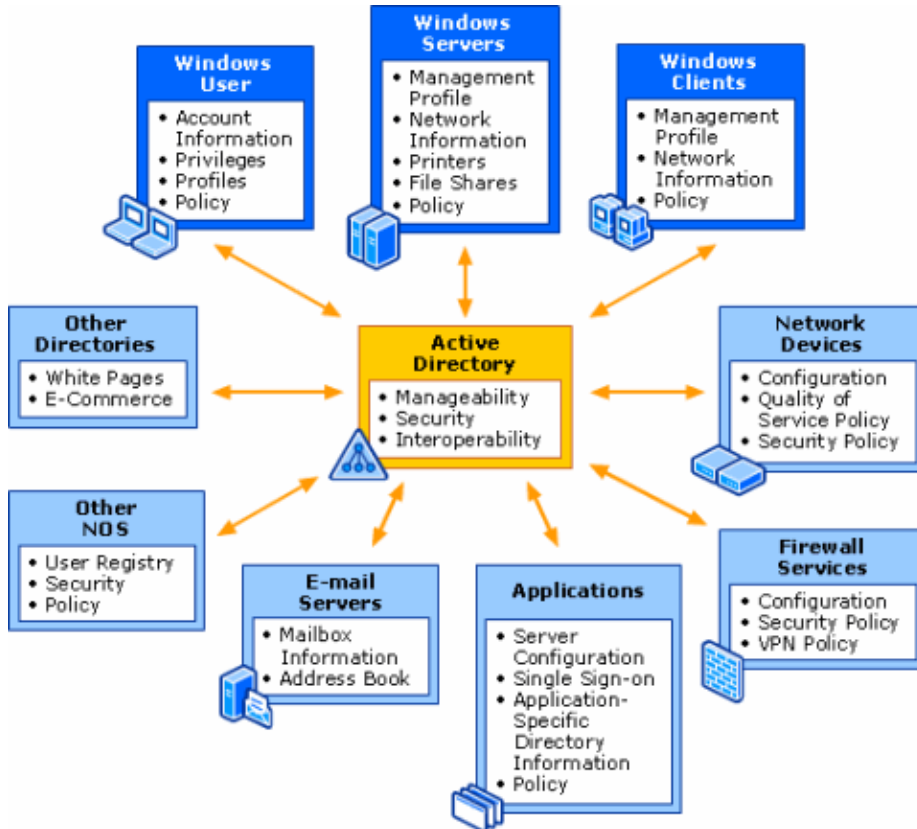 Windows
User
• Account
Information
• Privileges
• Profiles
• Policy
Windows
Servers
• Management
Profile
• Network
Information
• Printers
• File Shares
• Policy
Windows
Clients
• Management
Profile
• Network
Information
• Policy
Other
Directories
• White Pages
• E-Commerce
Active
Directory
• Manageability
• Security
• Interoperability
Network
Devices
• Configuration
• Quality of
Service Policy
• Security Policy
Other
NOS
• User Registry
• Security
• Policy
E-mail
Servers
• Mailbox
Information
• Address Book
Applications
• Server
Configuration
• Single Sign-on
• Application-
Specific
Directory
Information
• Policy
Firewall
Services
• Configuration
• Security Policy
• VPN Policy